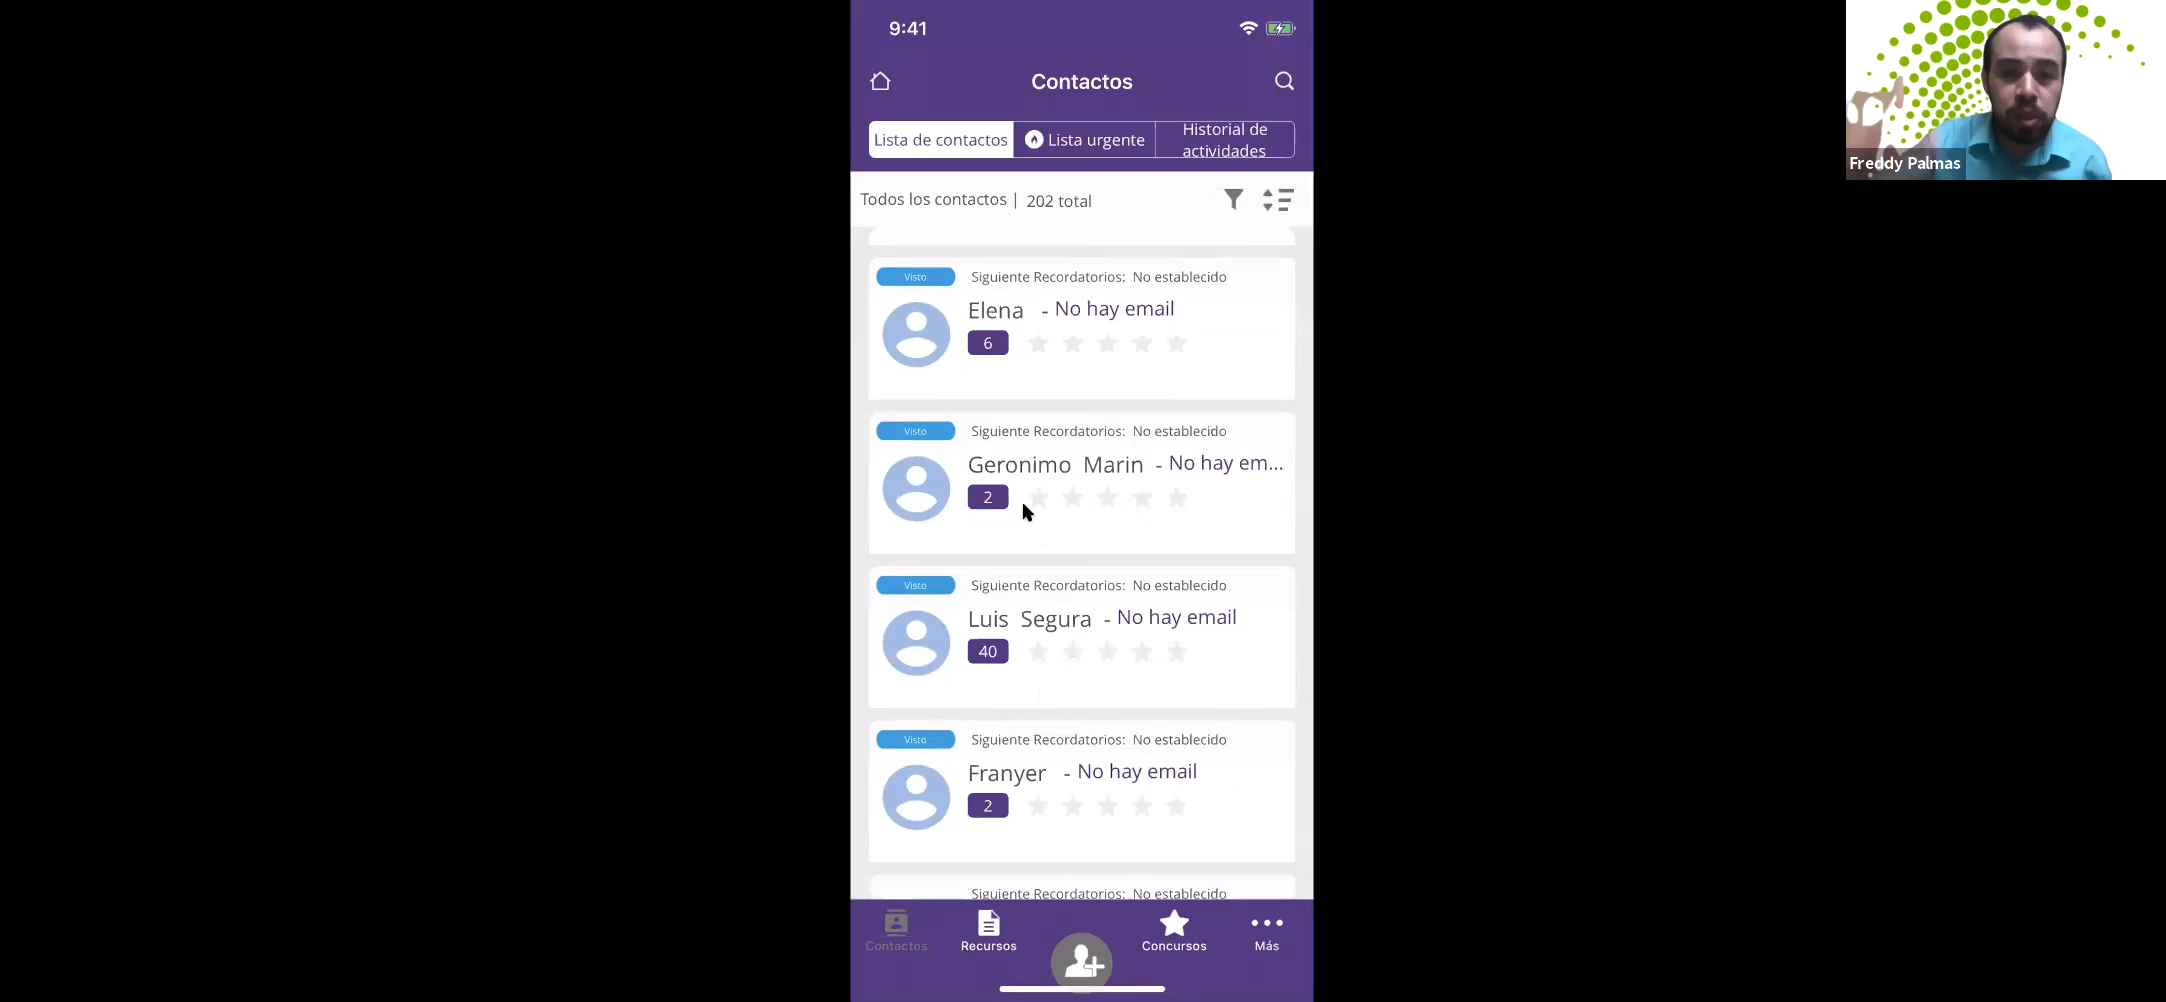 9:41
Contactos
Lista de contactos
Lista urgente
Historial de
actividades
Todos los contactos | 202 total
Visto
Siguiente Recordatorios: No establecido
Elena - No hay email
6
Visto
Siguiente Recordatorios: No establecido
Geronimo Marin - No hay em...
2
Visto
Siguiente Recordatorios: No establecido
Luis Segura - No hay email
40
Visto
Siguiente Recordatorios: No establecido
Franyer - No hay email
2
Siguiente Recordatorios: No establecido
Contactos
Recursos
Concursos
Más
Freddy Palmas